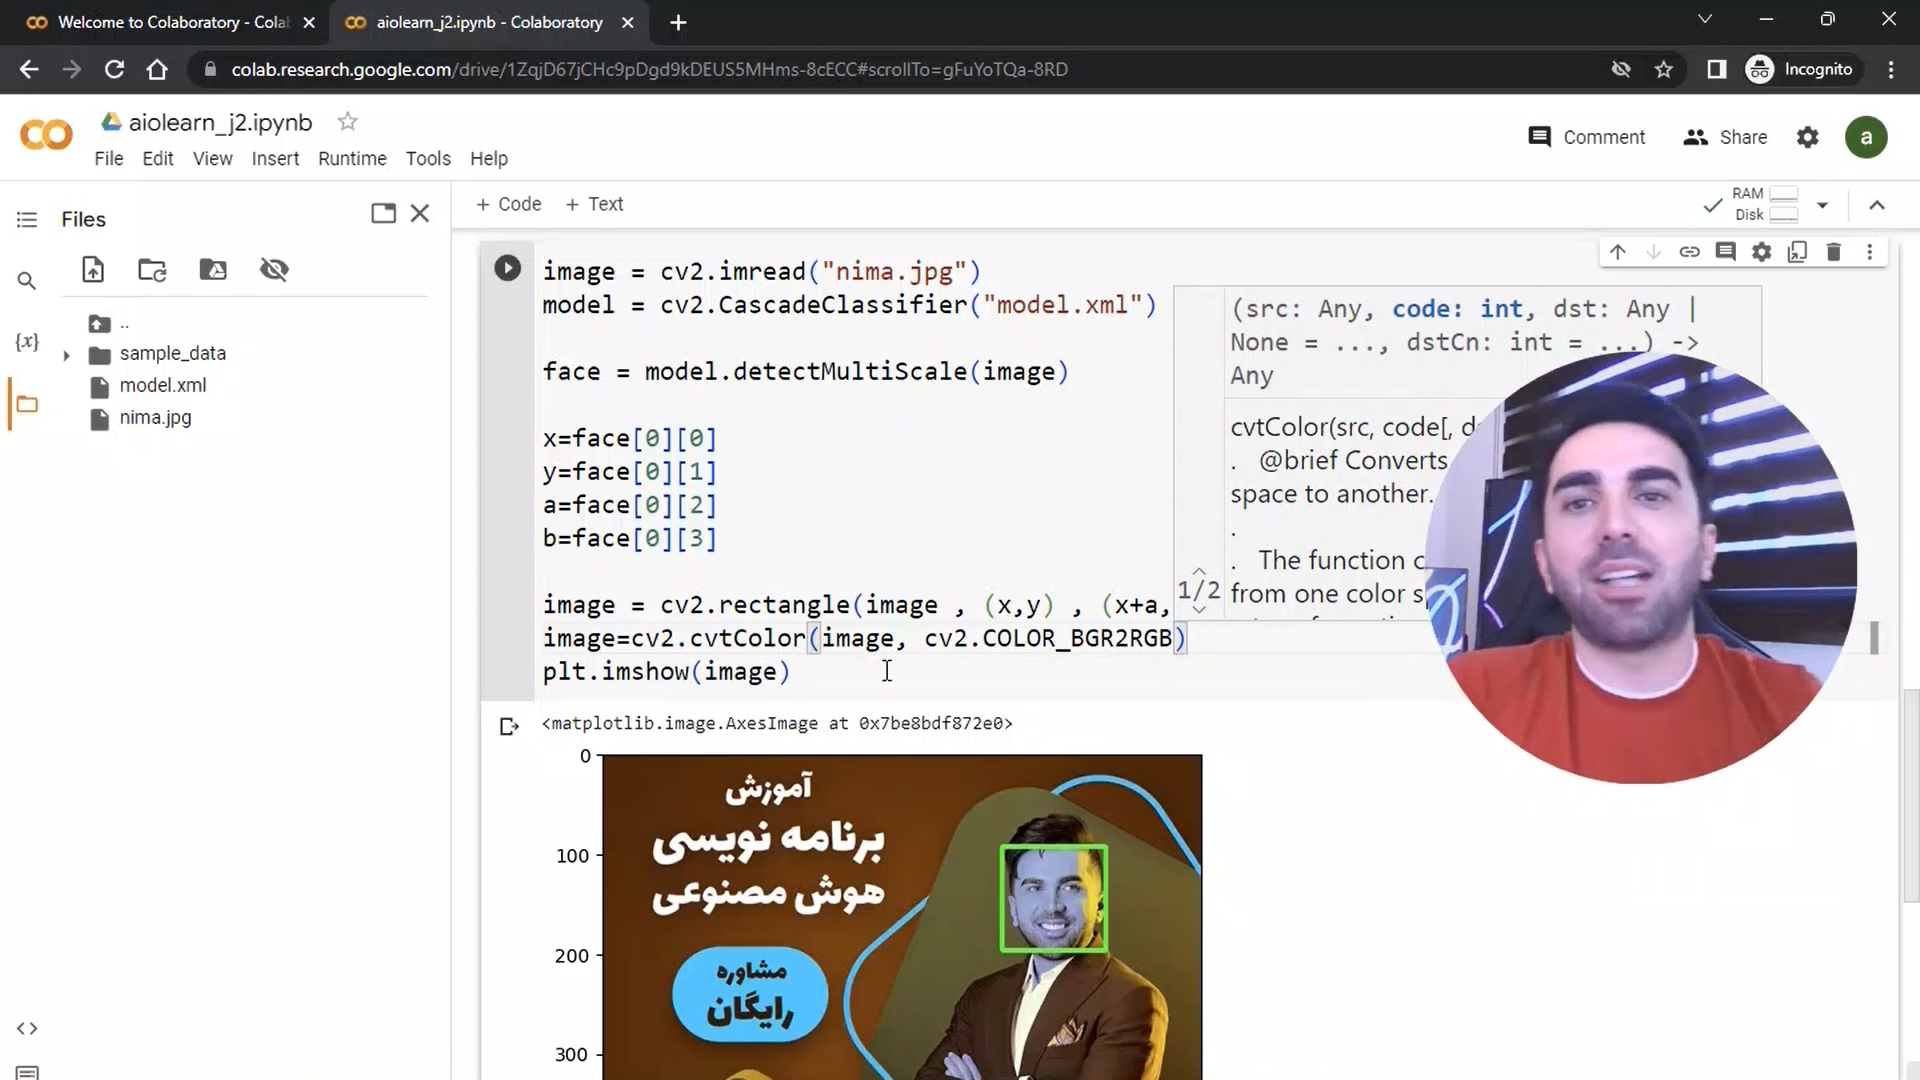 Welcome to Colaboratory - Colab
aiolearn_j2.ipynb - Colaboratory
colab.research.google.com/drive/1ZqjD67jCHc9pDgd9kDEUS5MHms-8cECC#scrollTo=gFuYoTQa-8RD
Incognito
aiolearn_j2.ipynb
Comment
Share
a
File Edit View Insert Runtime Tools Help
Files
+ Code + Text
RAM
Disk
..
sample_data
model.xml
nima.jpg
{x}
image = cv2.imread("nima.jpg")
model = cv2.CascadeClassifier("model.xml")
face = model.detectMultiScale(image)
x=face[0][0]
y=face[0][1]
a=face[0][2]
b=face[0][3]
image = cv2.rectangle(image , (x,y) , (x+a,
image=cv2.cvtColor(image, cv2.COLOR_BGR2RGB)
plt.imshow(image)
(src: Any, code: int, dst: Any |
None = ..., dstCn: int = ...) ->
Any
cvtColor(src, code[, ds
. @brief Converts
space to another.
.
. The function c
from one color s
1/2
<matplotlib.image.AxesImage at 0x7be8bdf872e0>
0
100
200
300
آموزش
برنامه نویسی
هوش مصنوعی
مشاوره
رایگان